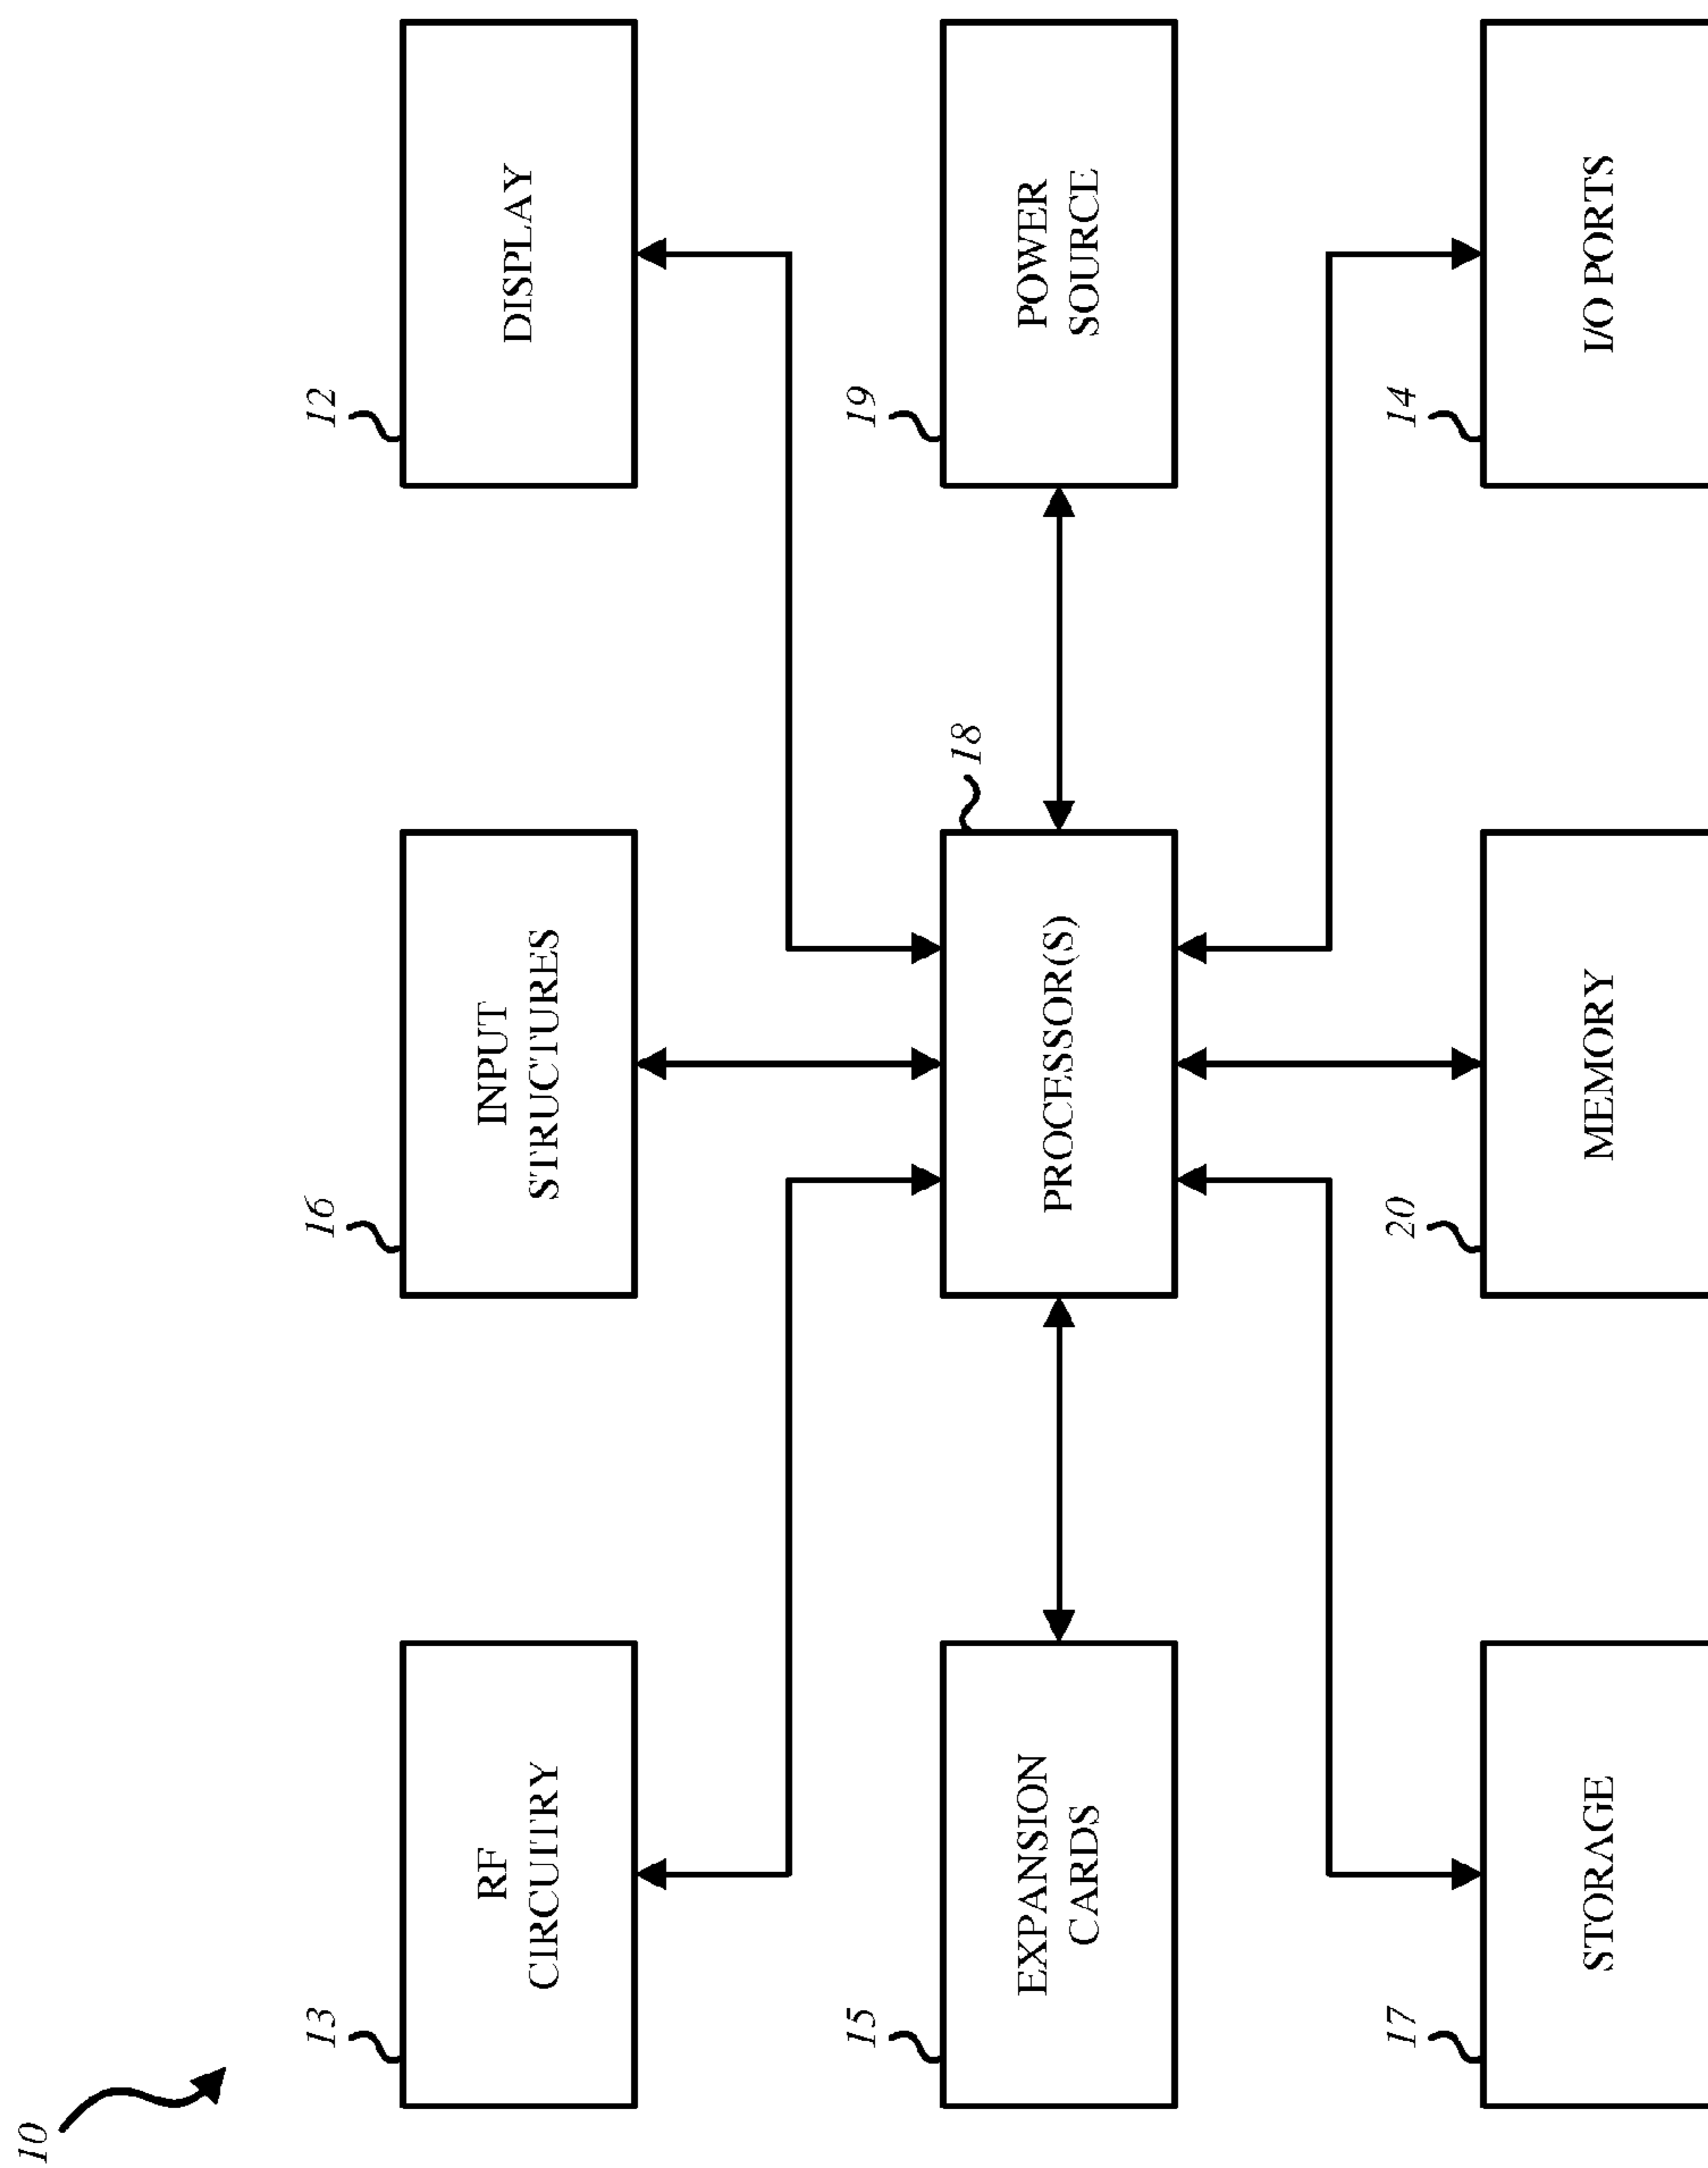 10
13
RF
CIRCUITRY
16
INPUT
STRUCTURES
12
DISPLAY
15
EXPANSION
CARDS
18
PROCESSOR(S)
19
POWER
SOURCE
17
STORAGE
20
MEMORY
14
I/O PORTS